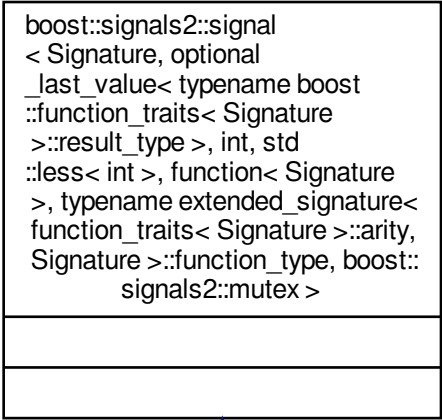 boost::signals2::signal
< Signature, optional
_last_value< typename boost
::function_traits< Signature
>::result_type >, int, std
::less< int >, function< Signature
>, typename extended_signature<
function_traits< Signature >::arity,
Signature >::function_type, boost::
signals2::mutex >